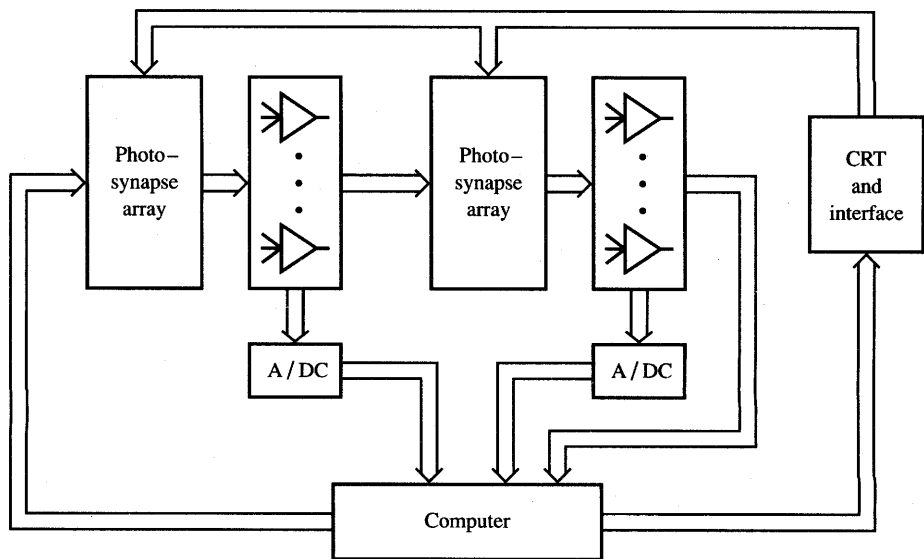 Photo–
synapse
array
Photo–
synapse
array
CRT
and
interface
A / DC
A / DC
Computer